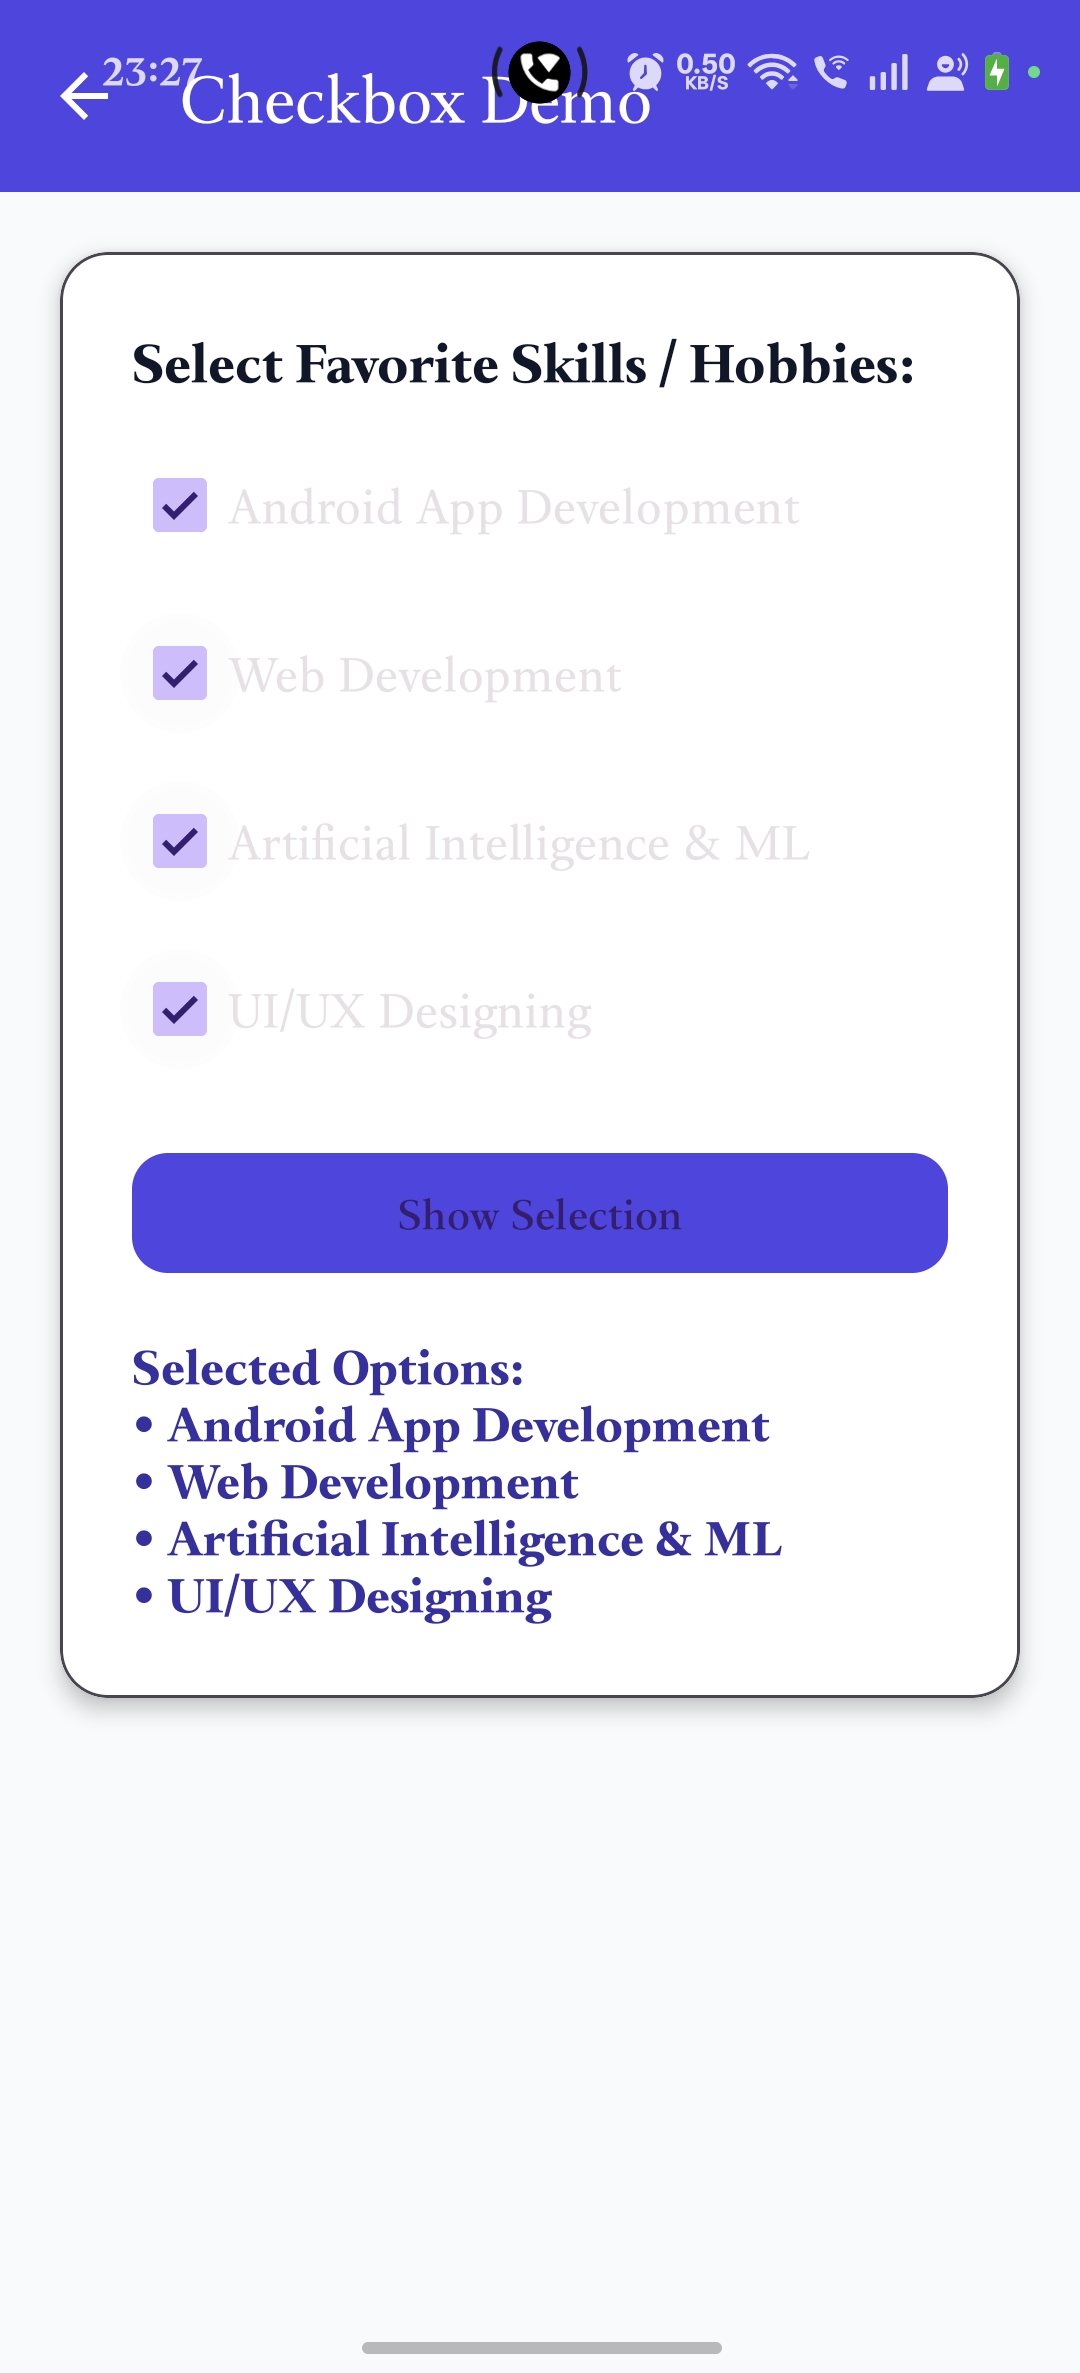 23:27
0.50
KB/S
Checkbox Demo
Select Favorite Skills / Hobbies:
Android App Development
Web Development
Artificial Intelligence & ML
UI/UX Designing
Show Selection
Selected Options:
• Android App Development
• Web Development
• Artificial Intelligence & ML
• UI/UX Designing